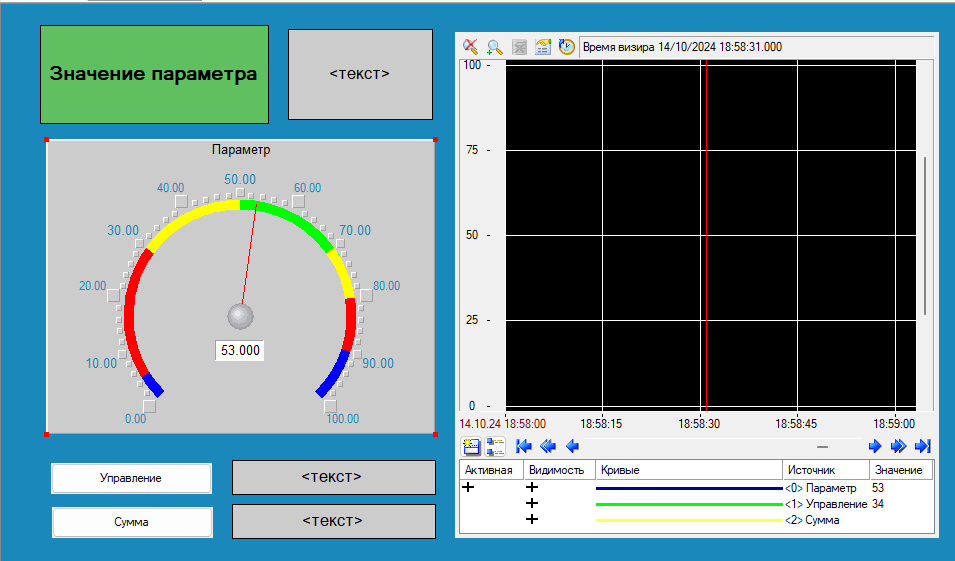 Значение параметра
<текст>
Параметр
0.00
10.00
20.00
30.00
40.00
50.00
60.00
70.00
80.00
90.00
100.00
53.000
Управление
<текст>
Сумма
<текст>
Время визира 14/10/2024 18:58:31.000
100 -
75 -
50 -
25 -
0 -
14.10.24 18:58:00 18:58:15 18:58:30 18:58:45 18:59:00
Активная Видимость Кривые Источник Значение
<0> Параметр 53
<1> Управление 34
<2> Сумма